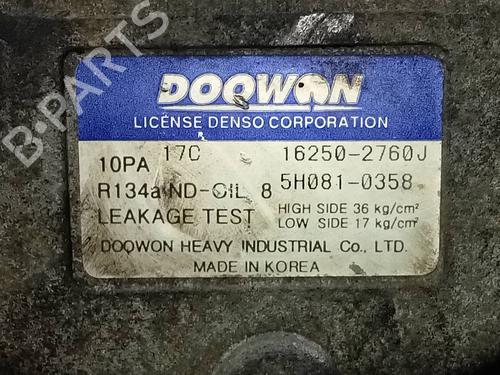 B-PARTS
DOOWON
LICENSE DENSO CORPORATION
10PA 17C 16250-2760J
R134a ND-OIL 8 5H081-0358
LEAKAGE TEST HIGH SIDE 36 kg/cm²
LOW SIDE 17 kg/cm²
DOOWON HEAVY INDUSTRIAL Co., LTD.
MADE IN KOREA